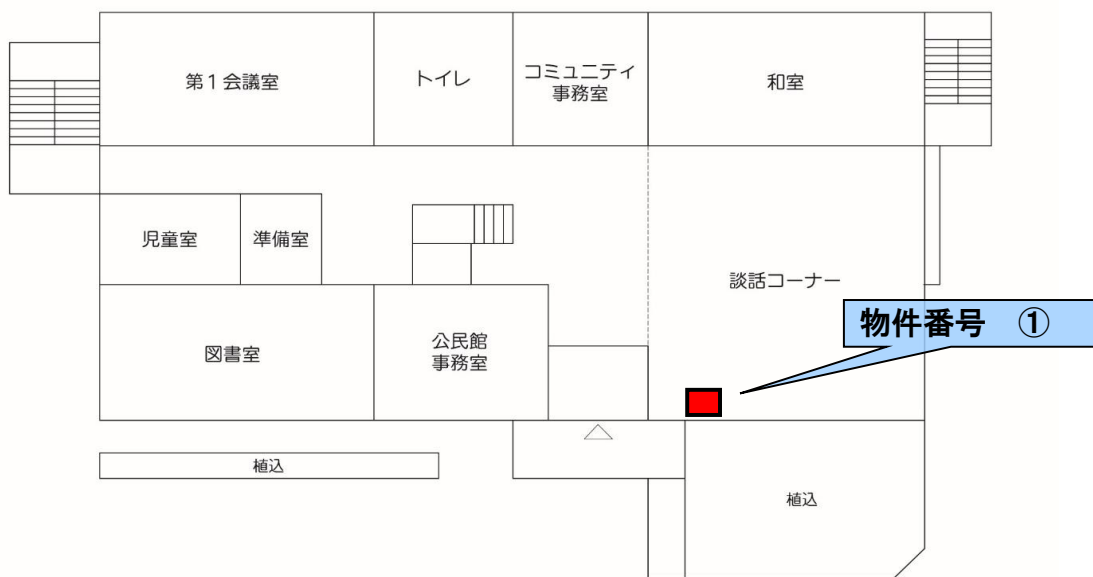 第１会議室
トイレ
コミュニティ
事務室
和室
児童室
準備室
談話コーナー
物件番号　①
図書室
公民館
事務室
植込
植込